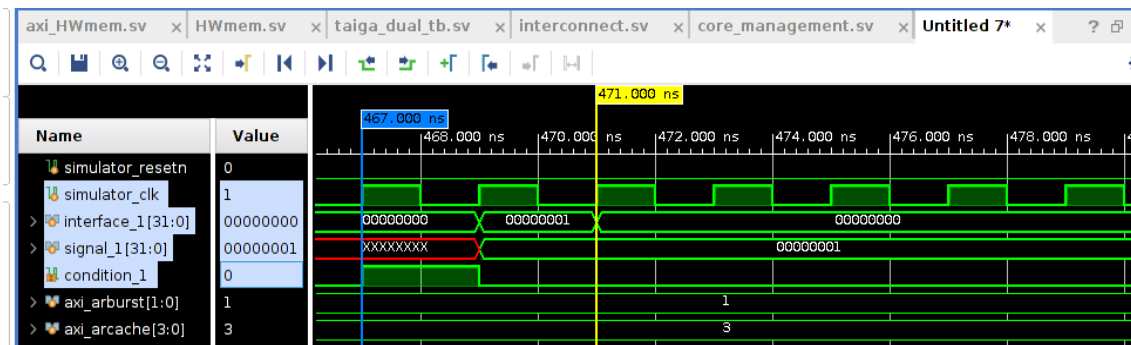 axi_HWmem.sv × HWmem.sv × taiga_dual_tb.sv × interconnect.sv × core_management.sv × Untitled 7* × ?
471.000 ns
467.000 ns
Name Value
468.000 ns 470.000 ns 472.000 ns 474.000 ns 476.000 ns 478.000 ns
simulator_resetn 0
simulator_clk 1
interface_1[31:0] 00000000 00000000 00000001 00000000
signal_1[31:0] 00000001 XXXXXXXX 00000001
condition_1 0
axi_arburst[1:0] 1 1
axi_arcache[3:0] 3 3